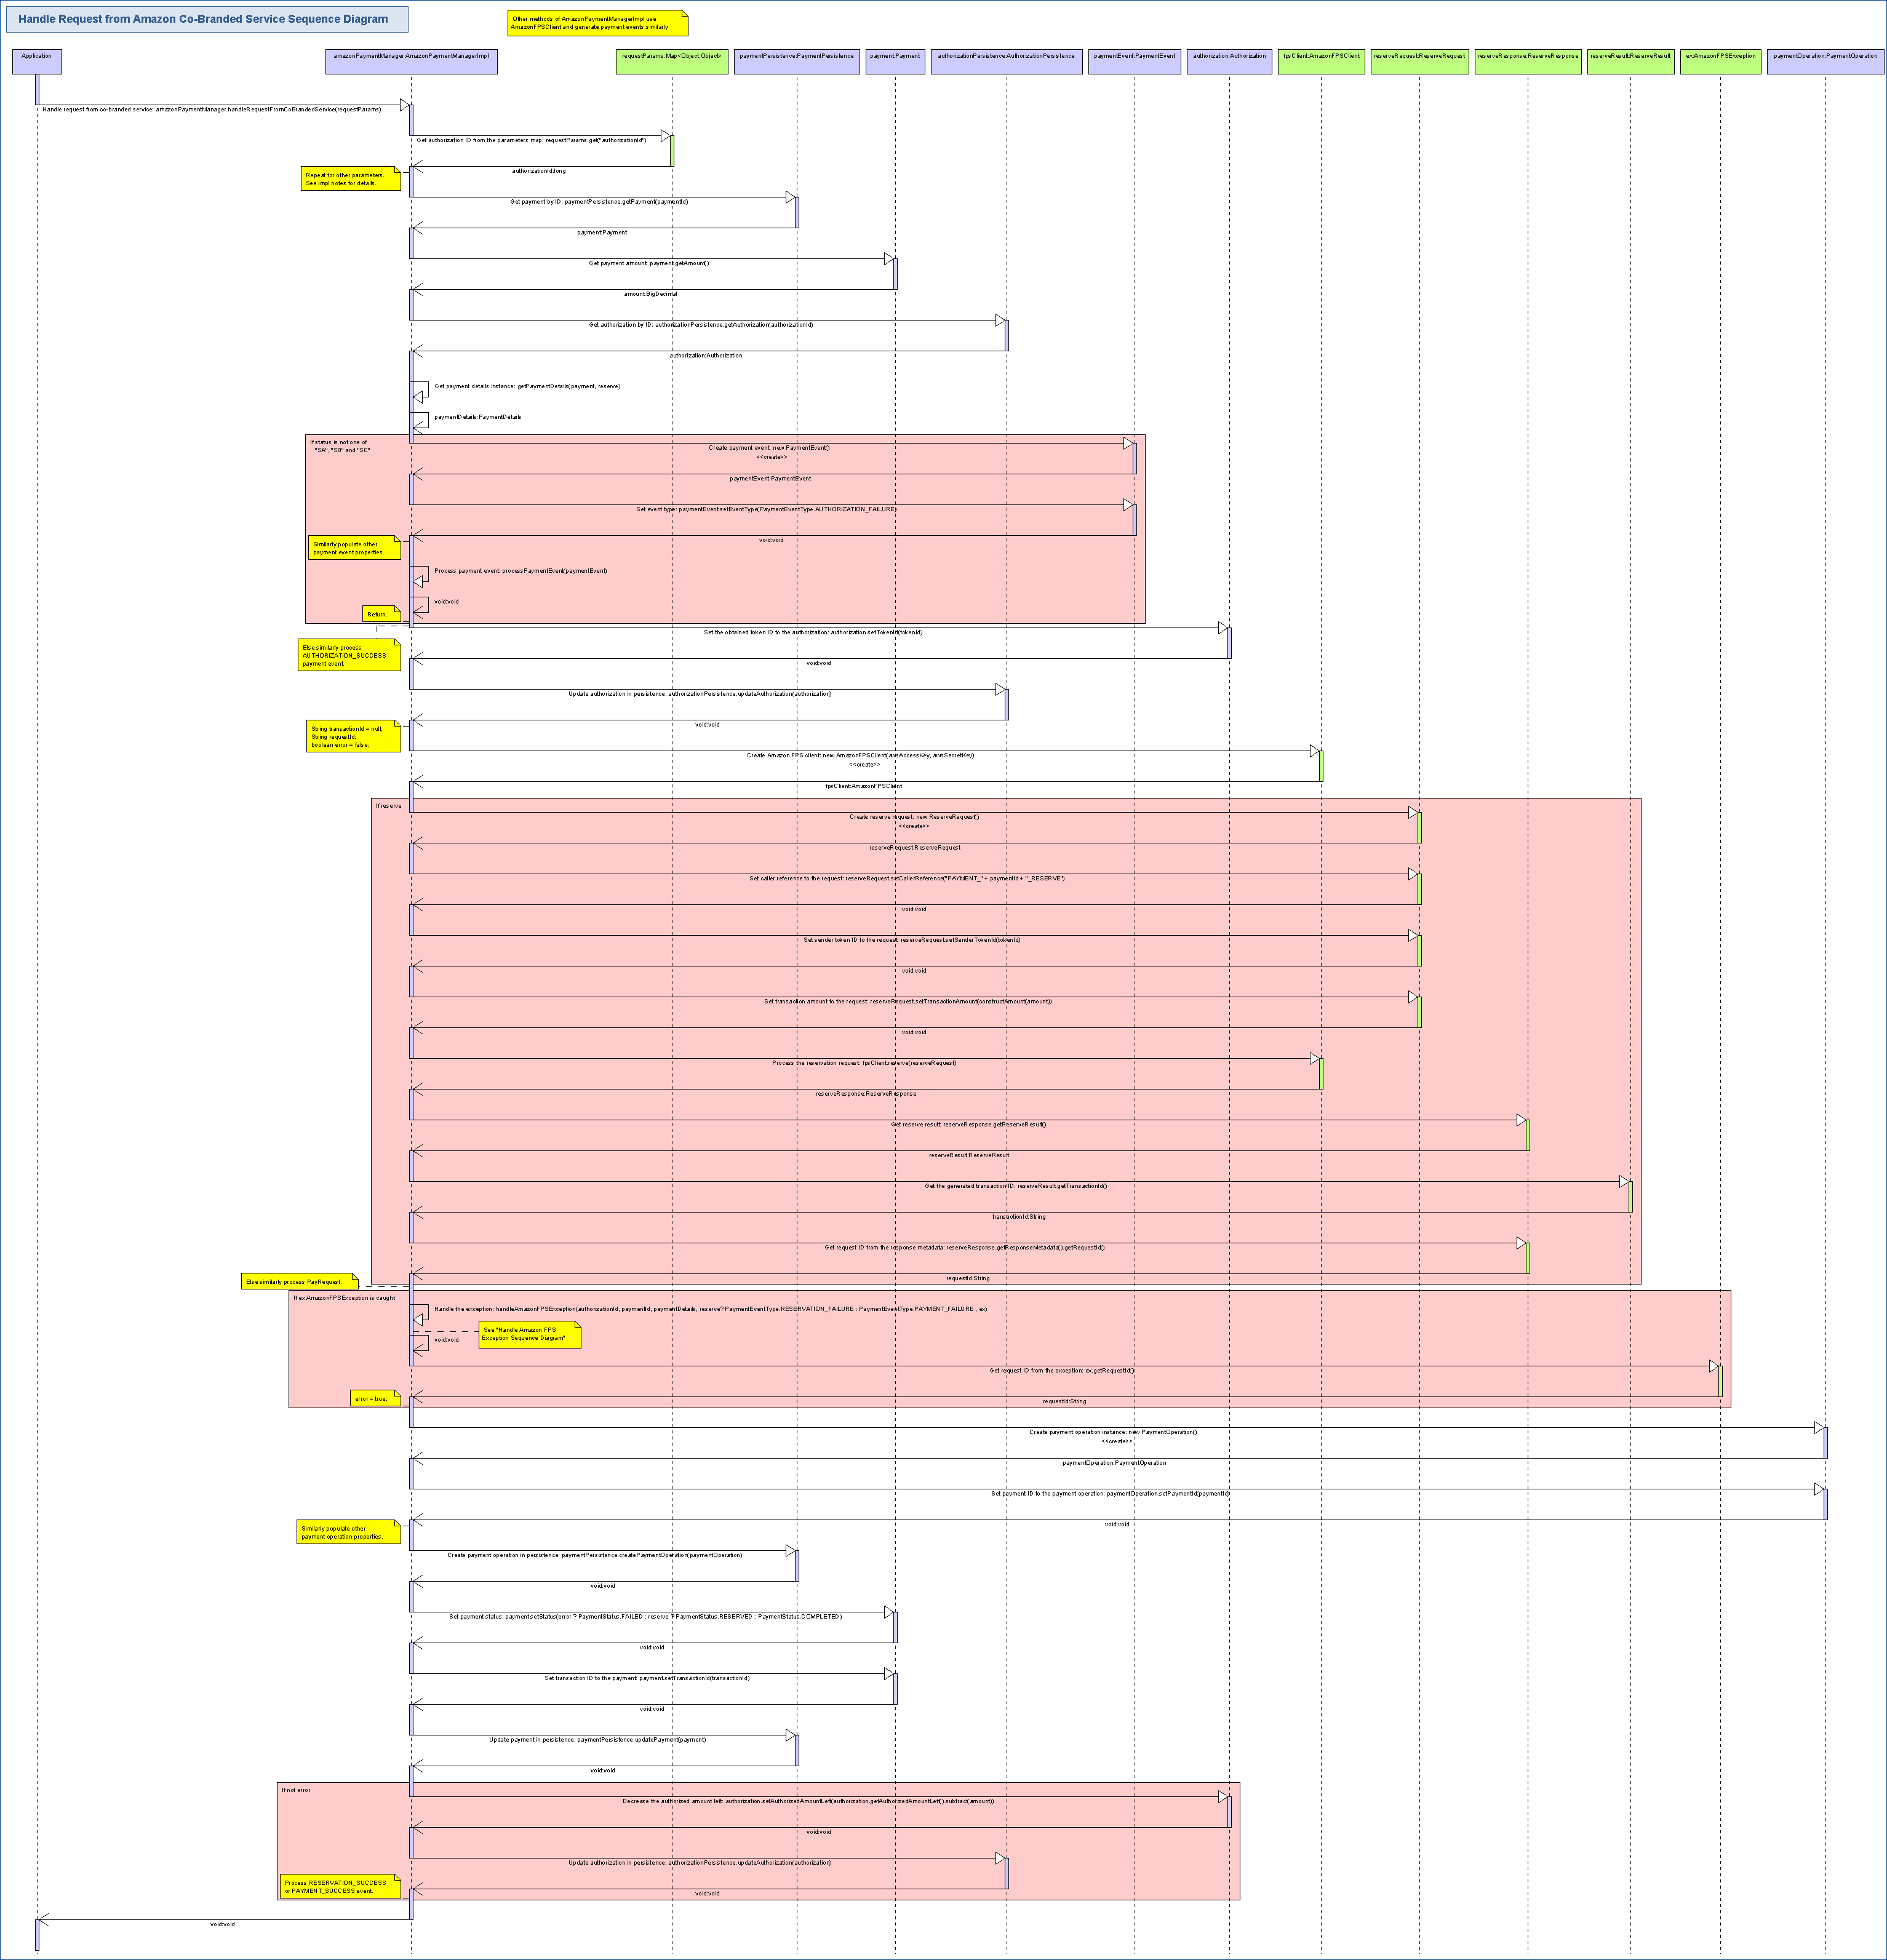 Handle Request from Amazon Co-Branded Service Sequence Diagram
Other methods of AmazonPaymentManagerImpl use
AmazonFPSClient and generate payment events similarly
Application
amazonPaymentManager:AmazonPaymentManagerImpl
requestParams:Map<Object,Object>
paymentPersistence:PaymentPersistence
payment:Payment
authorizationPersistence:AuthorizationPersistence
paymentEvent:PaymentEvent
authorization:Authorization
fpsClient:AmazonFPSClient
reserveRequest:ReserveRequest
reserveResponse:ReserveResponse
reserveResult:ReserveResult
ex:AmazonFPSException
paymentOperation:PaymentOperation
Handle request from co-branded service: amazonPaymentManager.handleRequestFromCoBrandedService(requestParams)
Get authorization ID from the parameters map: requestParams.get("authorizationId")
authorizationId:long
Repeat for other parameters.
See impl notes for details.
Get payment by ID: paymentPersistence.getPayment(paymentId)
payment:Payment
Get payment amount: payment.getAmount()
amount:BigDecimal
Get authorization by ID: authorizationPersistence.getAuthorization(authorizationId)
authorization:Authorization
Get payment details instance: getPaymentDetails(payment, reserve)
paymentDetails:PaymentDetails
If status is not one of
"SA", "SB" and "SC"
Create payment event: new PaymentEvent()
<<create>>
paymentEvent:PaymentEvent
Set event type: paymentEvent.setEventType(PaymentEventType.AUTHORIZATION_FAILURE)
void:void
Similarly populate other
payment event properties.
Process payment event: processPaymentEvent(paymentEvent)
void:void
Return.
Set the obtained token ID to the authorization: authorization.setTokenId(tokenId)
Else similarly process
AUTHORIZATION_SUCCESS
payment event.
void:void
Update authorization in persistence: authorizationPersistence.updateAuthorization(authorization)
void:void
String transactionId = null;
String requestId;
boolean error = false;
Create Amazon FPS client: new AmazonFPSClient(awsAccessKey, awsSecretKey)
<<create>>
fpsClient:AmazonFPSClient
If reserve
Create reserve request: new ReserveRequest()
<<create>>
reserveRequest:ReserveRequest
Set caller reference to the request: reserveRequest.setCallerReference("PAYMENT_" + paymentId + "_RESERVE")
void:void
Set sender token ID to the request: reserveRequest.setSenderTokenId(tokenId)
void:void
Set transaction amount to the request: reserveRequest.setTransactionAmount(constructAmount(amount))
void:void
Process the reservation request: fpsClient.reserve(reserveRequest)
reserveResponse:ReserveResponse
Get reserve result: reserveResponse.getReserveResult()
reserveResult:ReserveResult
Get the generated transactionID: reserveResult.getTransactionId()
transactionId:String
Get request ID from the response metadata: reserveResponse.getResponseMetadata().getRequestId()
requestId:String
Else similarly process PayRequest.
If ex:AmazonFPSException is caught
Handle the exception: handleAmazonFPSException(authorizationId, paymentId, paymentDetails, reserve? PaymentEventType.RESERVATION_FAILURE : PaymentEventType.PAYMENT_FAILURE , ex)
See "Handle Amazon FPS
Exception Sequence Diagram"
void:void
Get request ID from the exception: ex.getRequestId()
error = true;
requestId:String
Create payment operation instance: new PaymentOperation()
<<create>>
paymentOperation:PaymentOperation
Set payment ID to the payment operation: paymentOperation.setPaymentId(paymentId)
void:void
Similarly populate other
payment operation properties.
Create payment operation in persistence: paymentPersistence.createPaymentOperation(paymentOperation)
void:void
Set payment status: payment.setStatus(error ? PaymentStatus.FAILED : reserve ? PaymentStatus.RESERVED : PaymentStatus.COMPLETED)
void:void
Set transaction ID to the payment: payment.setTransactionId(transactionId)
void:void
Update payment in persistence: paymentPersistence.updatePayment(payment)
void:void
If not error
Decrease the authorized amount left: authorization.setAuthorizedAmountLeft(authorization.getAuthorizedAmountLeft().subtract(amount))
void:void
Update authorization in persistence: authorizationPersistence.updateAuthorization(authorization)
Process RESERVATION_SUCCESS
or PAYMENT_SUCCESS event.
void:void
void:void